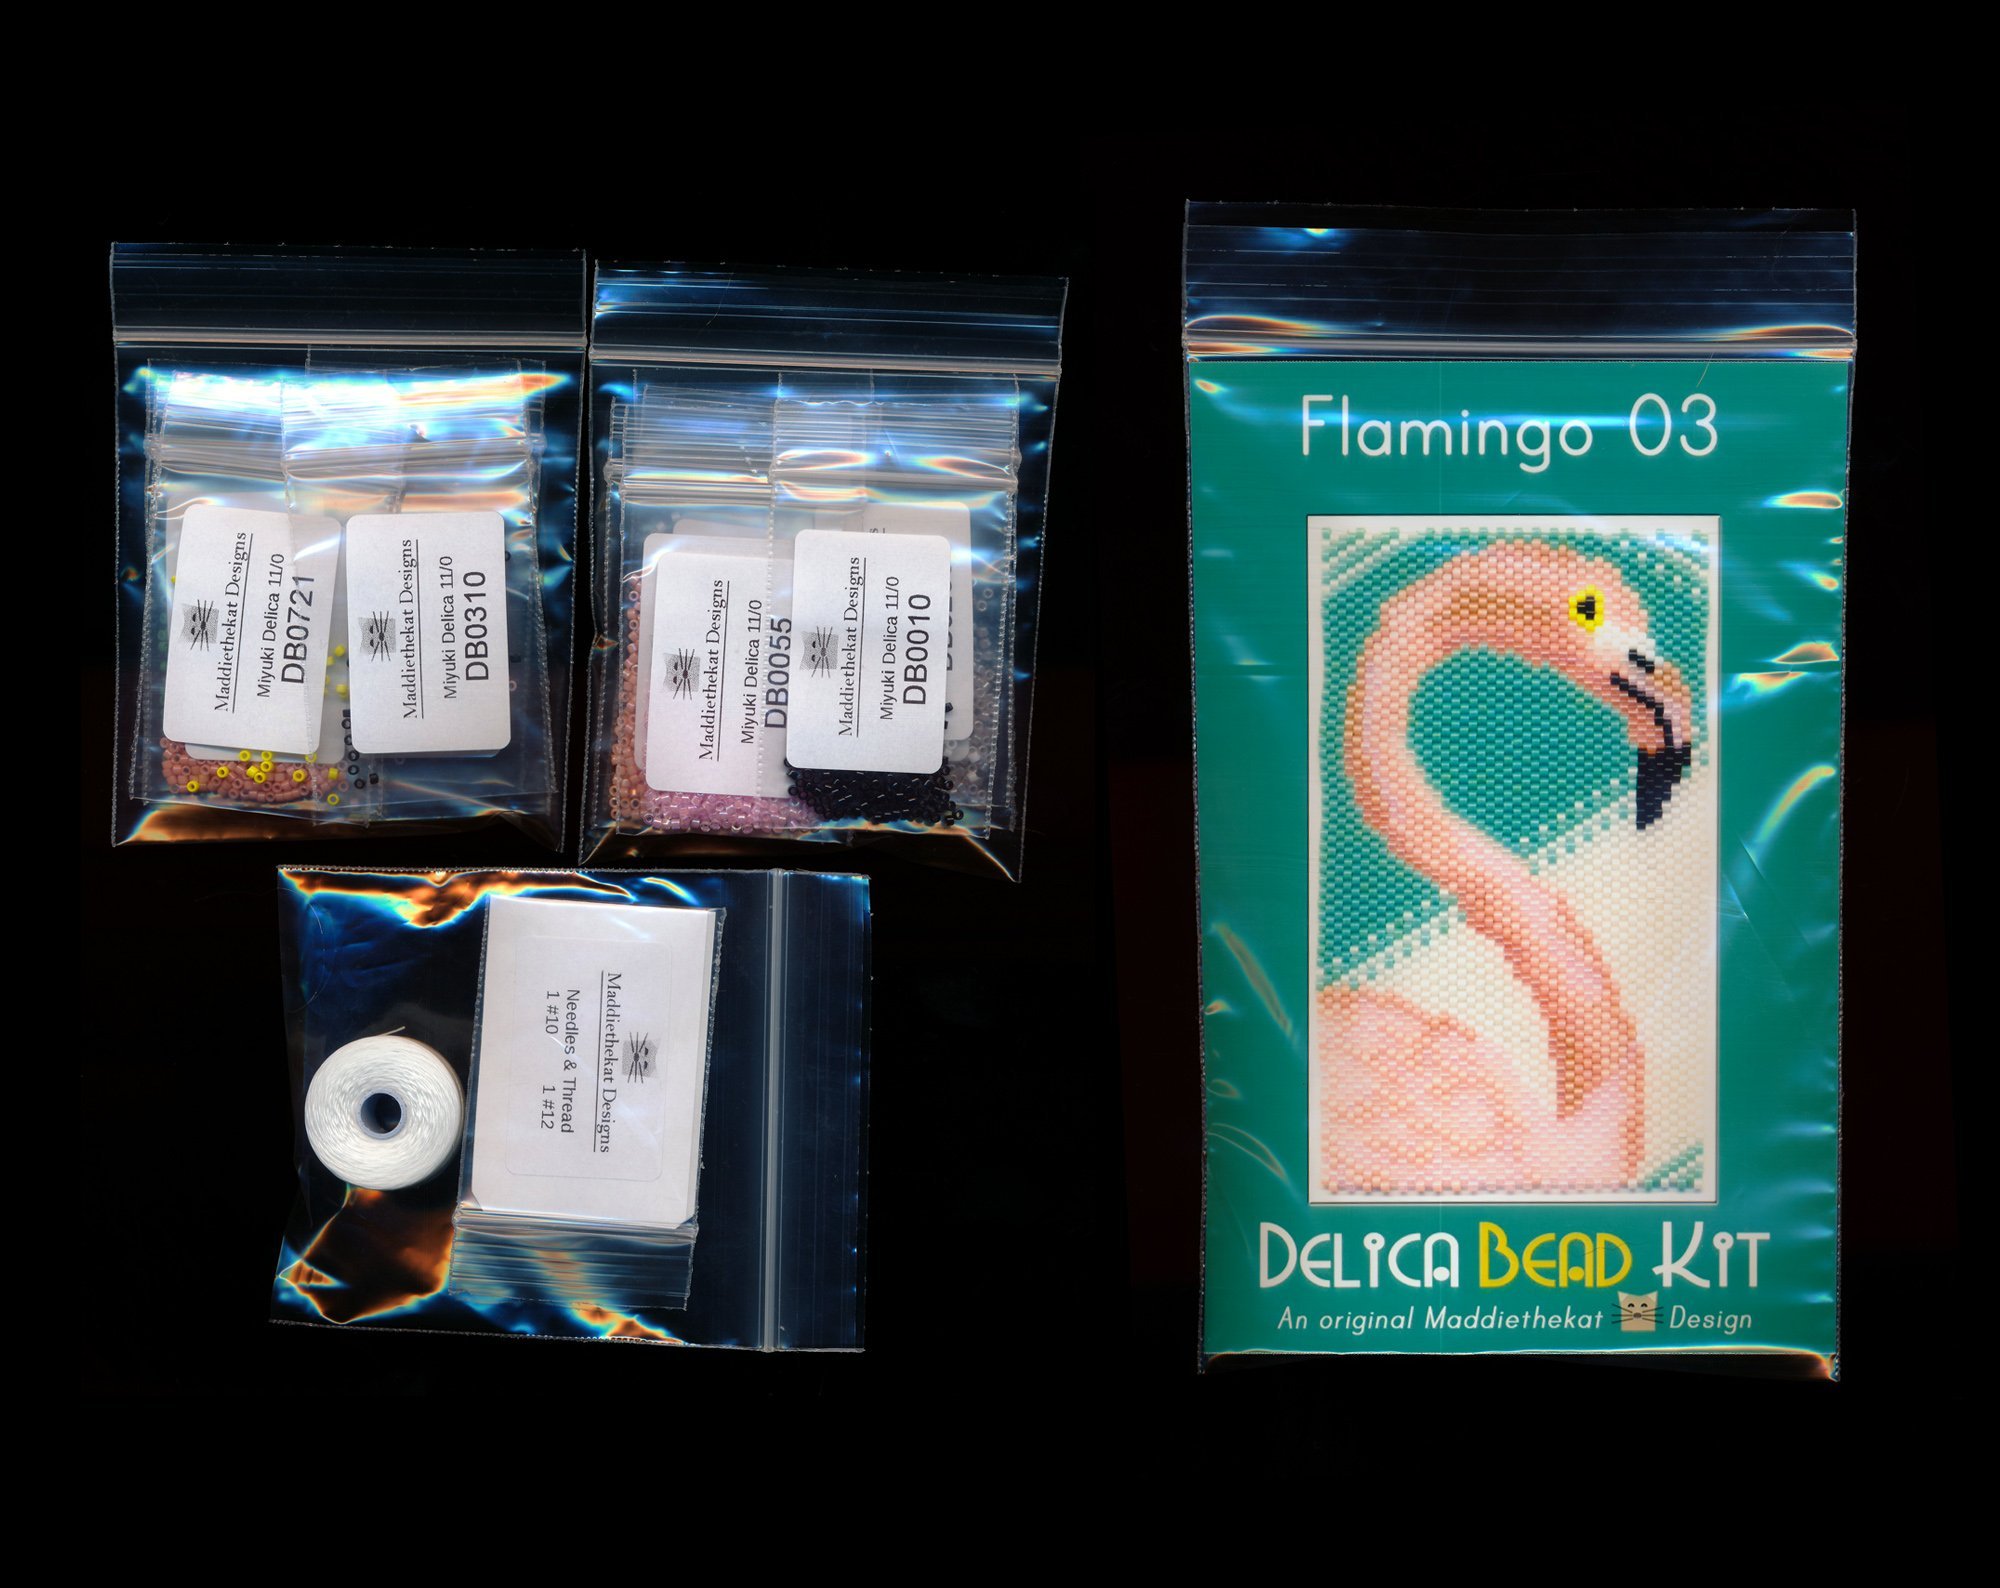 Maddiethekat Designs
Miyuki Delica 11/0
DB0721
Maddiethekat Designs
Miyuki Delica 11/0
DB0310
Maddiethekat Designs
Miyuki Delica 11/0
DB0055
Maddiethekat Designs
Miyuki Delica 11/0
DB0010
Maddiethekat Designs
Needles & Thread
1 #10 1 #12
Flamingo 03
DELiCA BEAD KiT
An original Maddiethekat Design